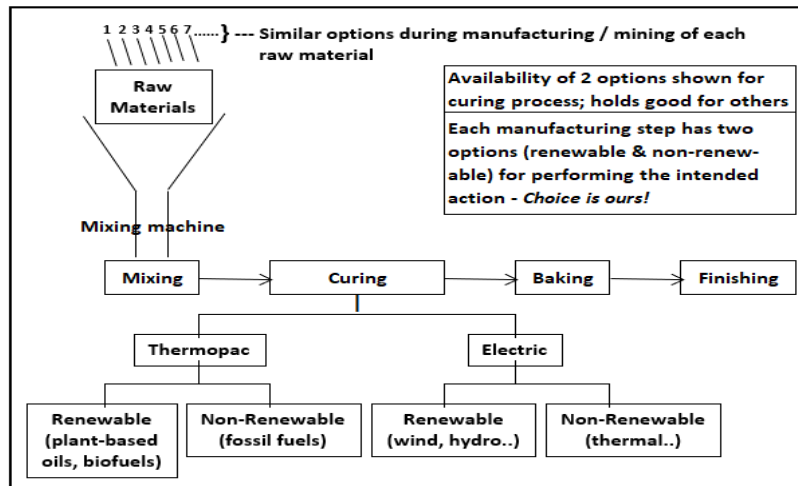 1 2 3 4 5 6 7 ...... } --- Similar options during manufacturing / mining of each
raw material
Raw
Materials
Availability of 2 options shown for
curing process; holds good for others
Each manufacturing step has two
options (renewable & non-renew-
able) for performing the intended
action - Choice is ours!
Mixing machine
Mixing
Curing
Baking
Finishing
Thermopac
Electric
Renewable
(plant-based
oils, biofuels)
Non-Renewable
(fossil fuels)
Renewable
(wind, hydro..)
Non-Renewable
(thermal..)